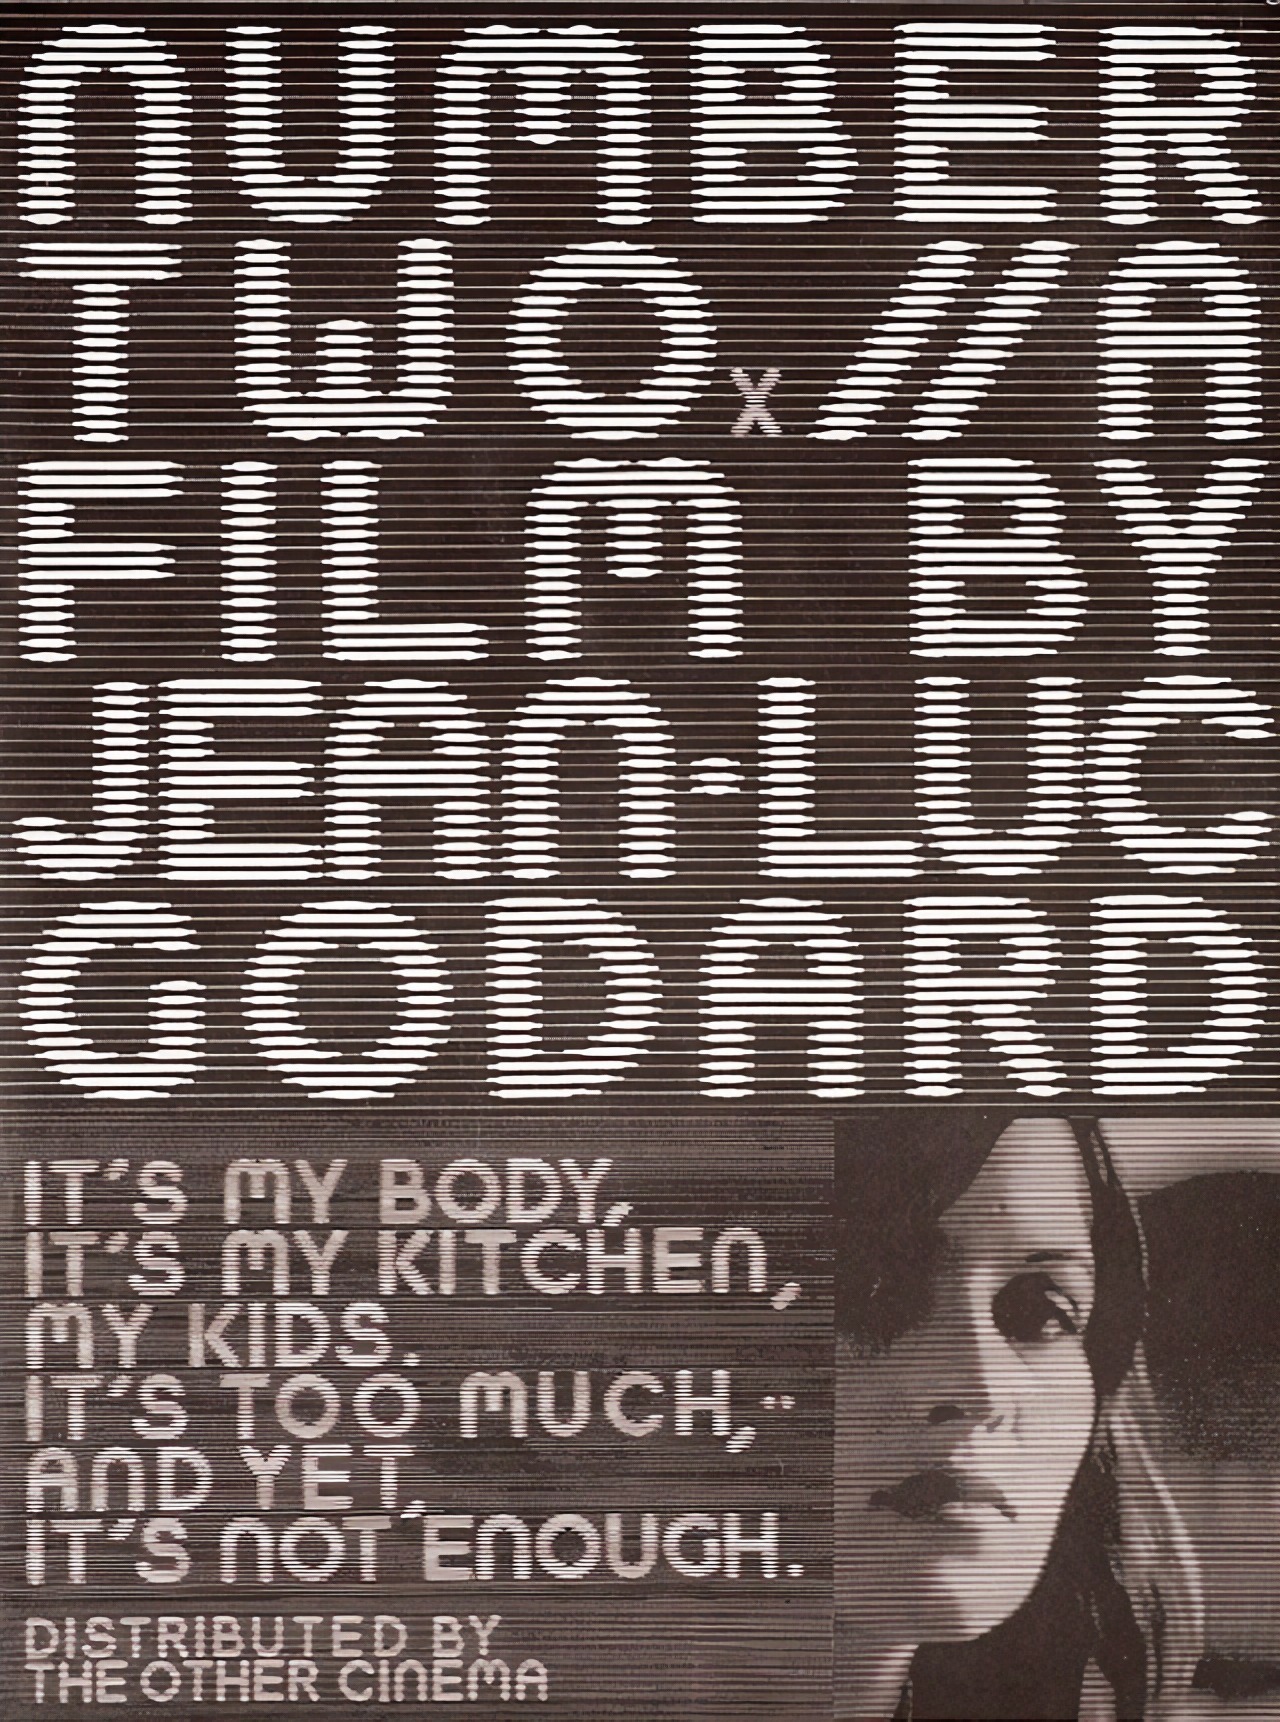 NUMBER
TWO X // A
FILM BY
JEAN-LUC
GODARD
IT'S MY BODY,
IT'S MY KITCHEN,
MY KIDS.
IT'S TOO MUCH,..
AND YET,
IT'S NOT ENOUGH.
DISTRIBUTED BY
THE OTHER CINEMA